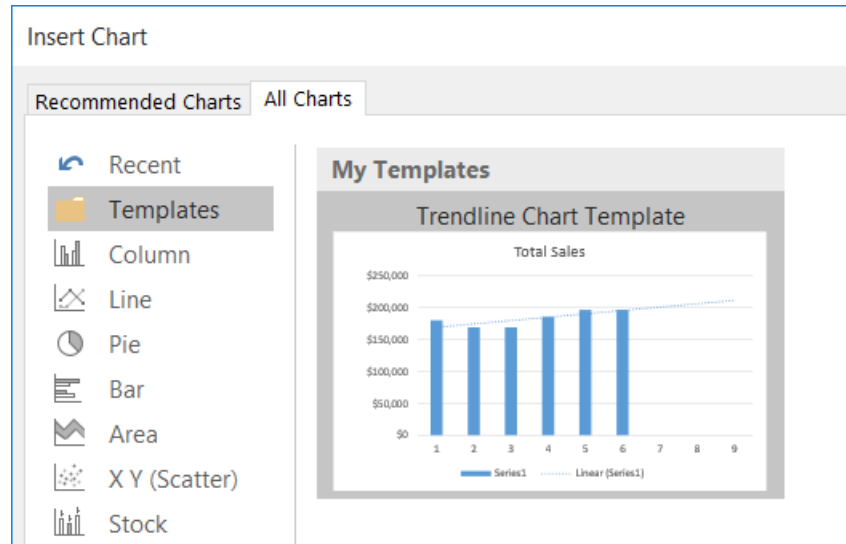 Insert Chart
Recommended Charts
All Charts
Recent
Templates
Column
Line
Pie
Bar
Area
X Y (Scatter)
Stock
My Templates
Trendline Chart Template
Total Sales
$250,000
$200,000
$150,000
$100,000
$50,000
$0
1 2 3 4 5 6 7 8 9
Series1 Linear (Series1)